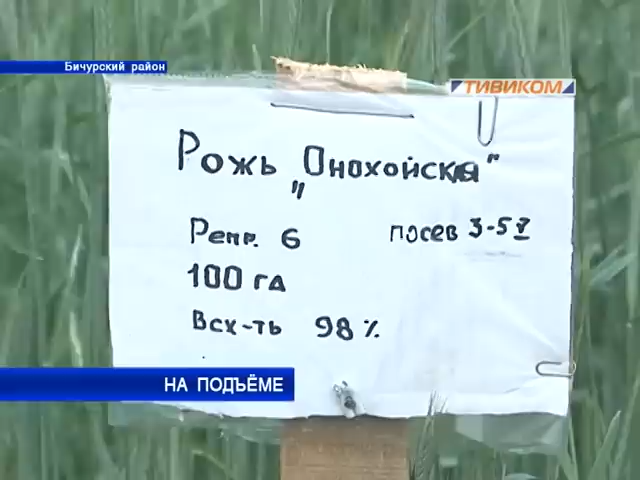 Бичурский район
ТИВИКОМ
Рожь „Онохойская"
Репр. 6 посев 3-5 V
100 га
Всх-ть 98 %
НА ПОДЪЁМЕ